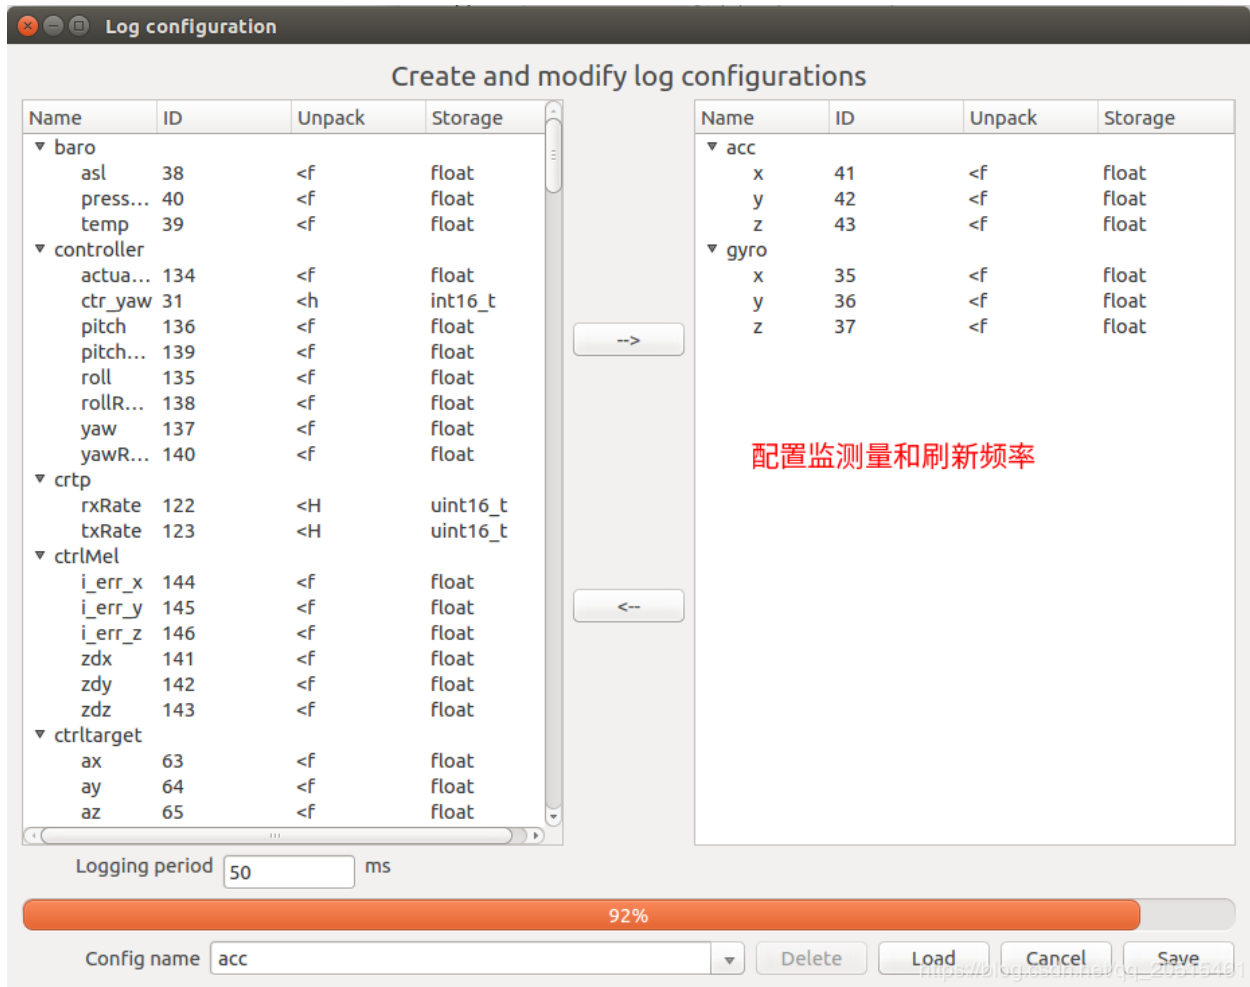 Log configuration
Create and modify log configurations
Name ID Unpack Storage
baro
asl 38 <f float
press... 40 <f float
temp 39 <f float
controller
actua... 134 <f float
ctr_yaw 31 <h int16_t
pitch 136 <f float
pitch... 139 <f float
roll 135 <f float
rollR... 138 <f float
yaw 137 <f float
yawR... 140 <f float
crtp
rxRate 122 <H uint16_t
txRate 123 <H uint16_t
ctrlMel
i_err_x 144 <f float
i_err_y 145 <f float
i_err_z 146 <f float
zdx 141 <f float
zdy 142 <f float
zdz 143 <f float
ctrltarget
ax 63 <f float
ay 64 <f float
az 65 <f float
-->
<--
Name ID Unpack Storage
acc
x 41 <f float
y 42 <f float
z 43 <f float
gyro
x 35 <f float
y 36 <f float
z 37 <f float
配置监测量和刷新频率
Logging period 50 ms
92%
Config name acc Delete Load Cancel Save